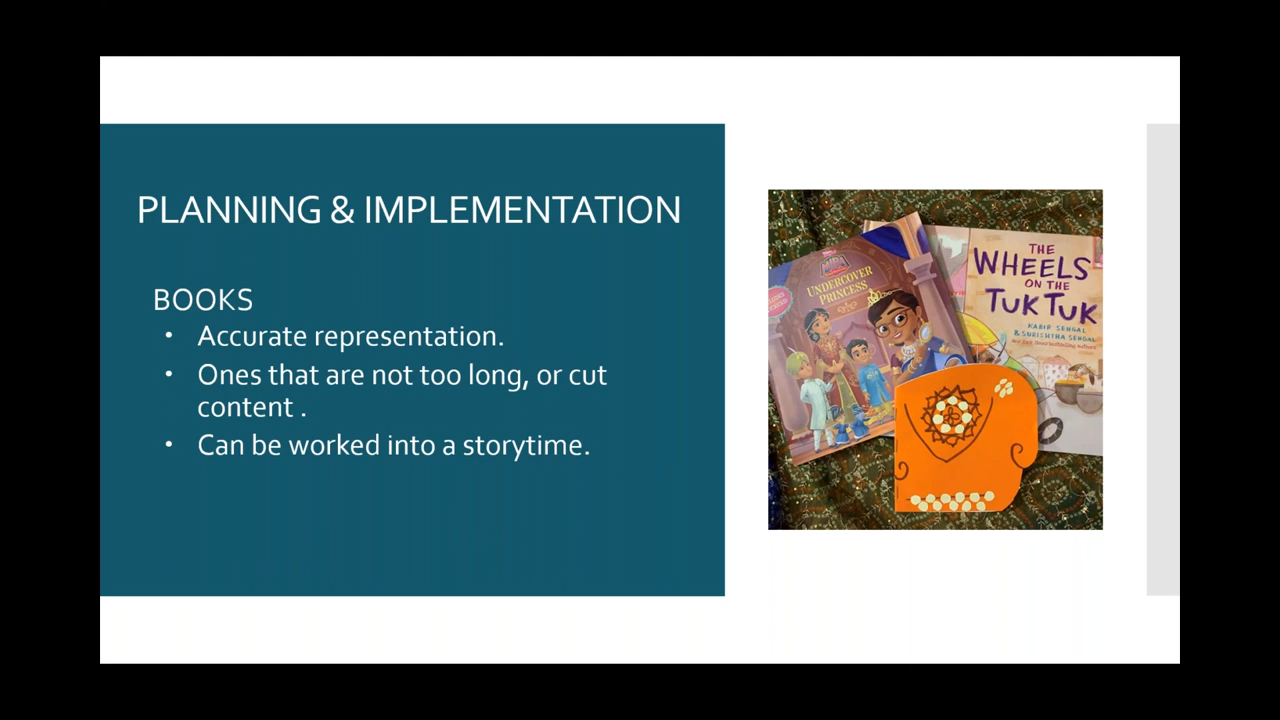 PLANNING & IMPLEMENTATION
BOOKS
• Accurate representation.
• Ones that are not too long, or cut
content .
• Can be worked into a storytime.
MIRA
UNDERCOVER
PRINCESS
THE
WHEELS
ON THE
TUK TUK
KABIR SEHGAL
& SURISHTHA SEHGAL